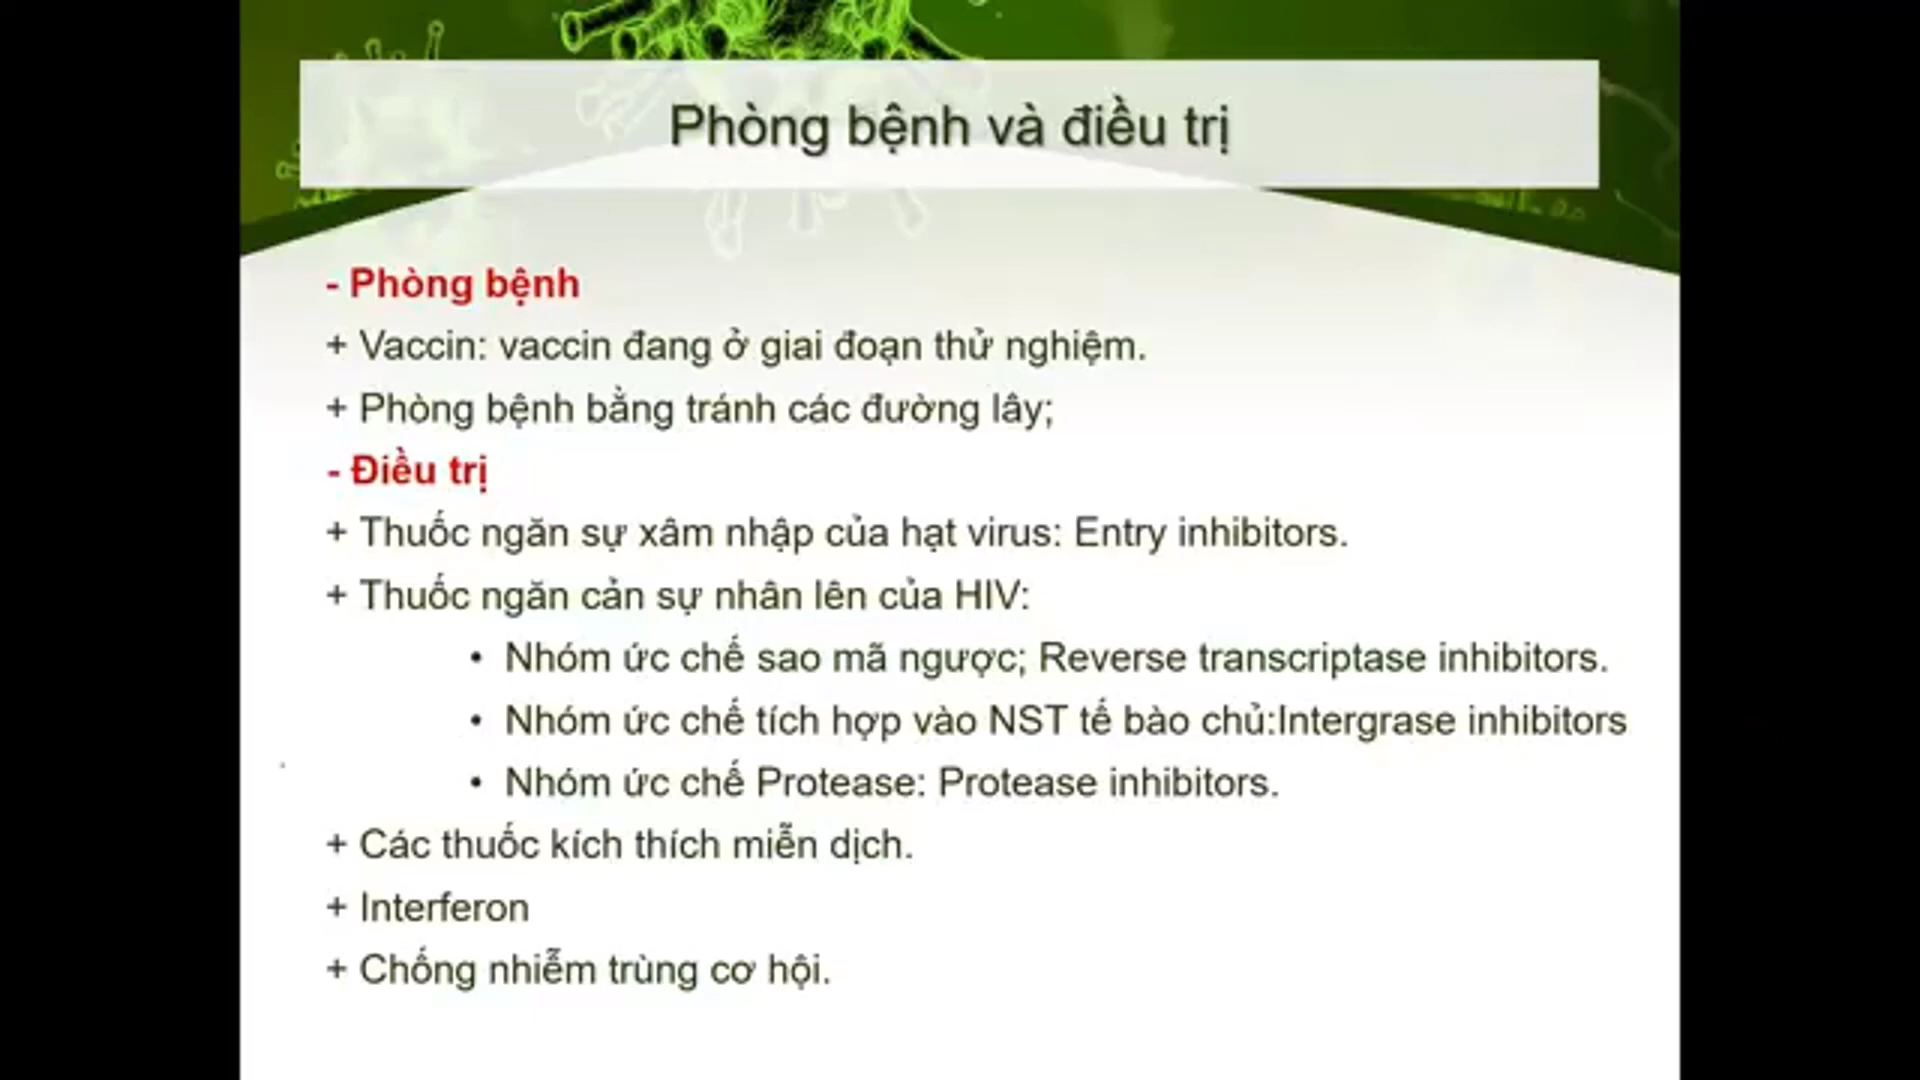 Phòng bệnh và điều trị
- Phòng bệnh
+ Vaccin: vaccin đang ở giai đoạn thử nghiệm.
+ Phòng bệnh bằng tránh các đường lây;
- Điều trị
+ Thuốc ngăn sự xâm nhập của hạt virus: Entry inhibitors.
+ Thuốc ngăn cản sự nhân lên của HIV:
• Nhóm ức chế sao mã ngược; Reverse transcriptase inhibitors.
• Nhóm ức chế tích hợp vào NST tế bào chủ:Intergrase inhibitors
• Nhóm ức chế Protease: Protease inhibitors.
+ Các thuốc kích thích miễn dịch.
+ Interferon
+ Chống nhiễm trùng cơ hội.